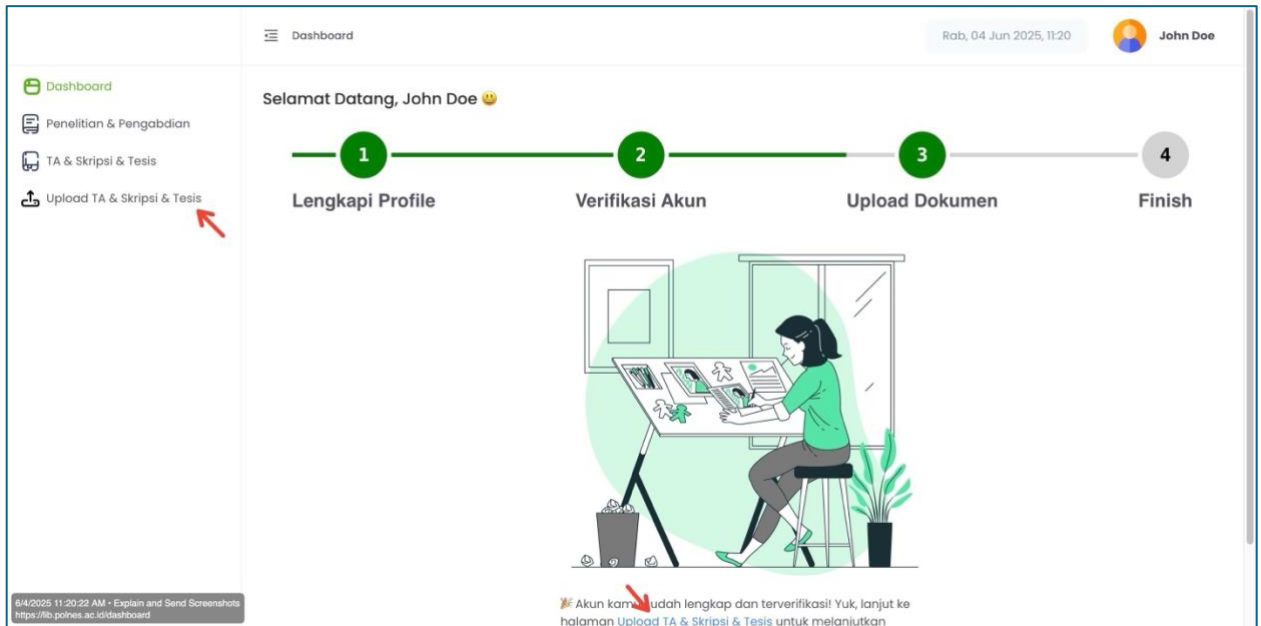 Dashboard
Rab, 04 Jun 2025, 11:20
John Doe
Dashboard
Penelitian & Pengabdian
TA & Skripsi & Tesis
Upload TA & Skripsi & Tesis
Selamat Datang, John Doe 😀
1
2
3
4
Lengkapi Profile
Verifikasi Akun
Upload Dokumen
Finish
🎉 Akun kamu sudah lengkap dan terverifikasi! Yuk, lanjut ke
halaman Upload TA & Skripsi & Tesis untuk melanjutkan
6/4/2025 11:20:22 AM • Explain and Send Screenshots
https://lib.polnes.ac.id/dashboard